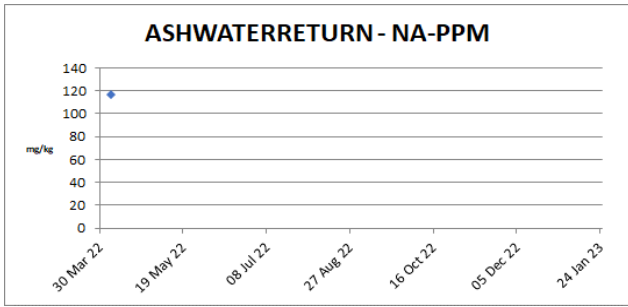 ASHWATERRETURN - NA-PPM
140
120
100
80
60
40
20
0
mg/kg
30 Mar 22
19 May 22
08 Jul 22
27 Aug 22
16 Oct 22
05 Dec 22
24 Jan 23